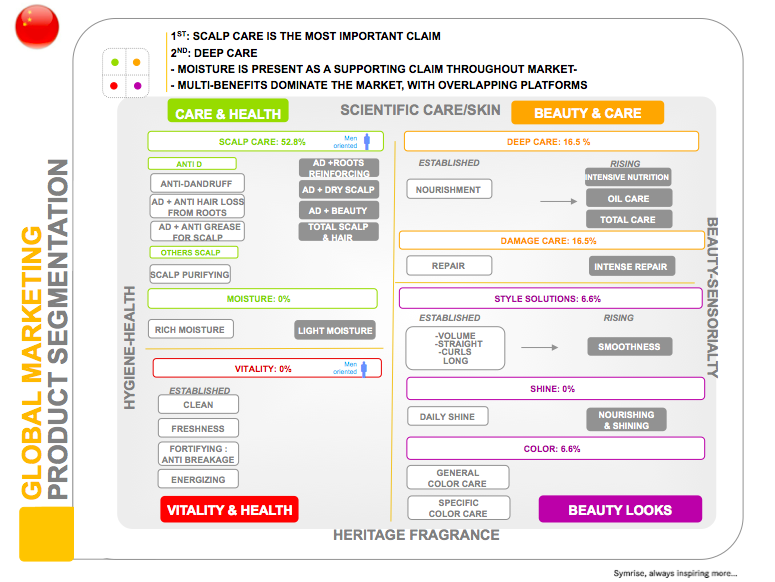 1ST: SCALP CARE IS THE MOST IMPORTANT CLAIM
2ND: DEEP CARE
- MOISTURE IS PRESENT AS A SUPPORTING CLAIM THROUGHOUT MARKET-
- MULTI-BENEFITS DOMINATE THE MARKET, WITH OVERLAPPING PLATFORMS
GLOBAL MARKETING
PRODUCT SEGMENTATION
SCIENTIFIC CARE/SKIN
HYGIENE-HEALTH
BEAUTY-SENSORIALTY
CARE & HEALTH
SCALP CARE: 52.8%
Men
oriented
ANTI D
ANTI-DANDRUFF
AD + ANTI HAIR LOSS
FROM ROOTS
AD + ANTI GREASE
FOR SCALP
OTHERS SCALP
SCALP PURIFYING
AD +ROOTS
REINFORCING
AD + DRY SCALP
AD + BEAUTY
TOTAL SCALP
& HAIR
MOISTURE: 0%
RICH MOISTURE
LIGHT MOISTURE
VITALITY: 0%
Men
oriented
ESTABLISHED
CLEAN
FRESHNESS
FORTIFYING :
ANTI BREAKAGE
ENERGIZING
VITALITY & HEALTH
BEAUTY & CARE
DEEP CARE: 16.5 %
ESTABLISHED
RISING
NOURISHMENT
INTENSIVE NUTRITION
OIL CARE
TOTAL CARE
DAMAGE CARE: 16.5%
REPAIR
INTENSE REPAIR
STYLE SOLUTIONS: 6.6%
ESTABLISHED
RISING
-VOLUME
-STRAIGHT
-CURLS
LONG
SMOOTHNESS
SHINE: 0%
DAILY SHINE
NOURISHING
& SHINING
COLOR: 6.6%
GENERAL
COLOR CARE
SPECIFIC
COLOR CARE
BEAUTY LOOKS
HERITAGE FRAGRANCE
Symrise, always inspiring more...